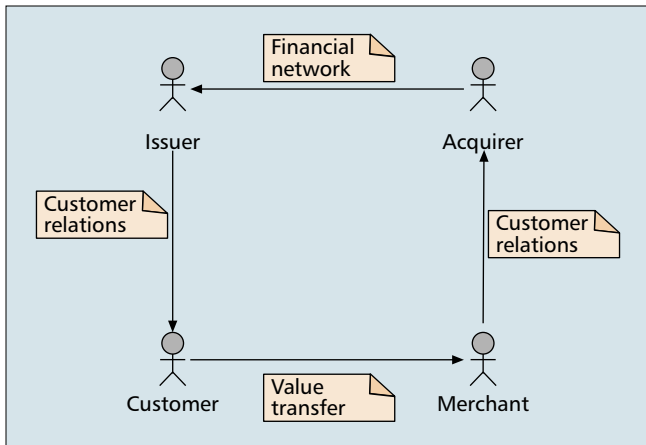 Financial
network
Issuer
Acquirer
Customer
relations
Customer
relations
Customer
Value
transfer
Merchant